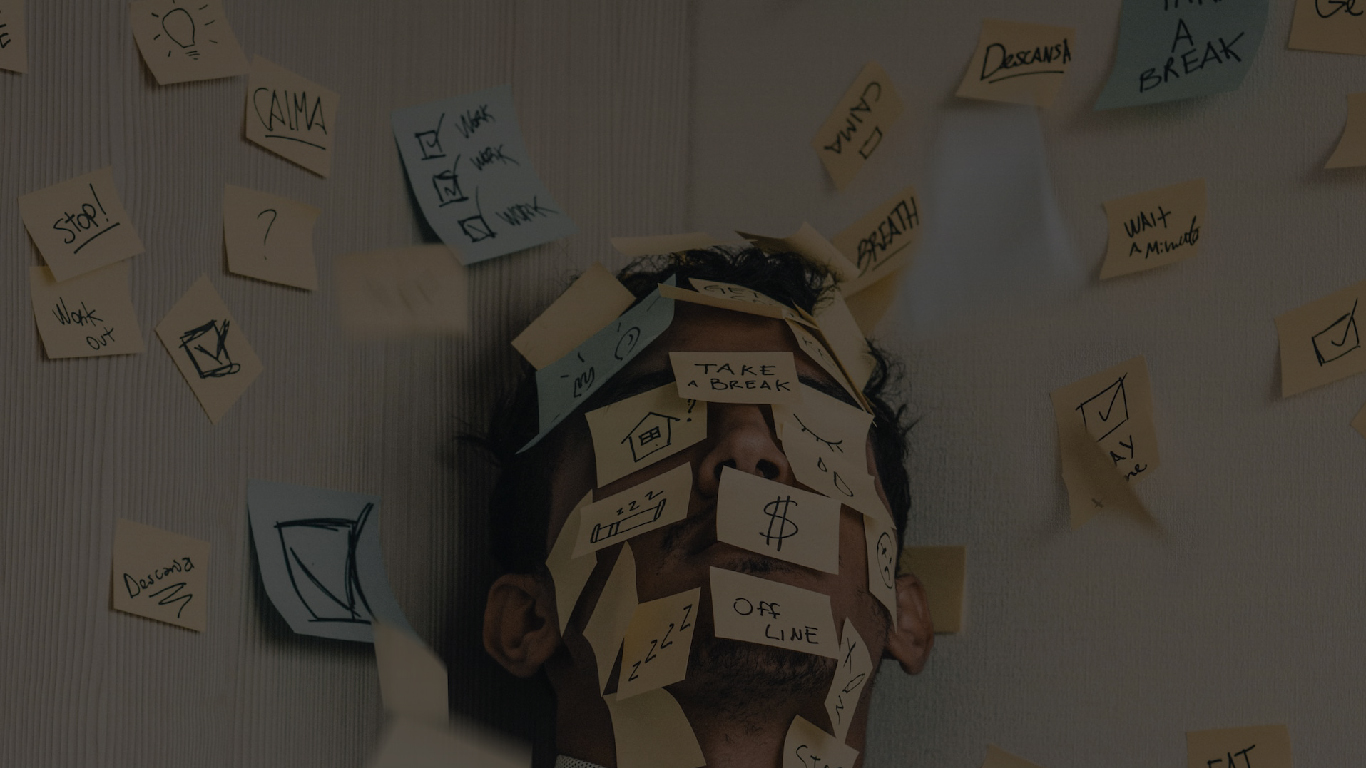 CALMA
WORK
WORK
WORK
STOP!
?
WORK
OUT
Descansa
DESCANSA
A
BREAK
CALMA
BREATH
WAIT
A Minute
TAKE
A BREAK
?
z z z
$
OFF
LINE
z z z z
EAT